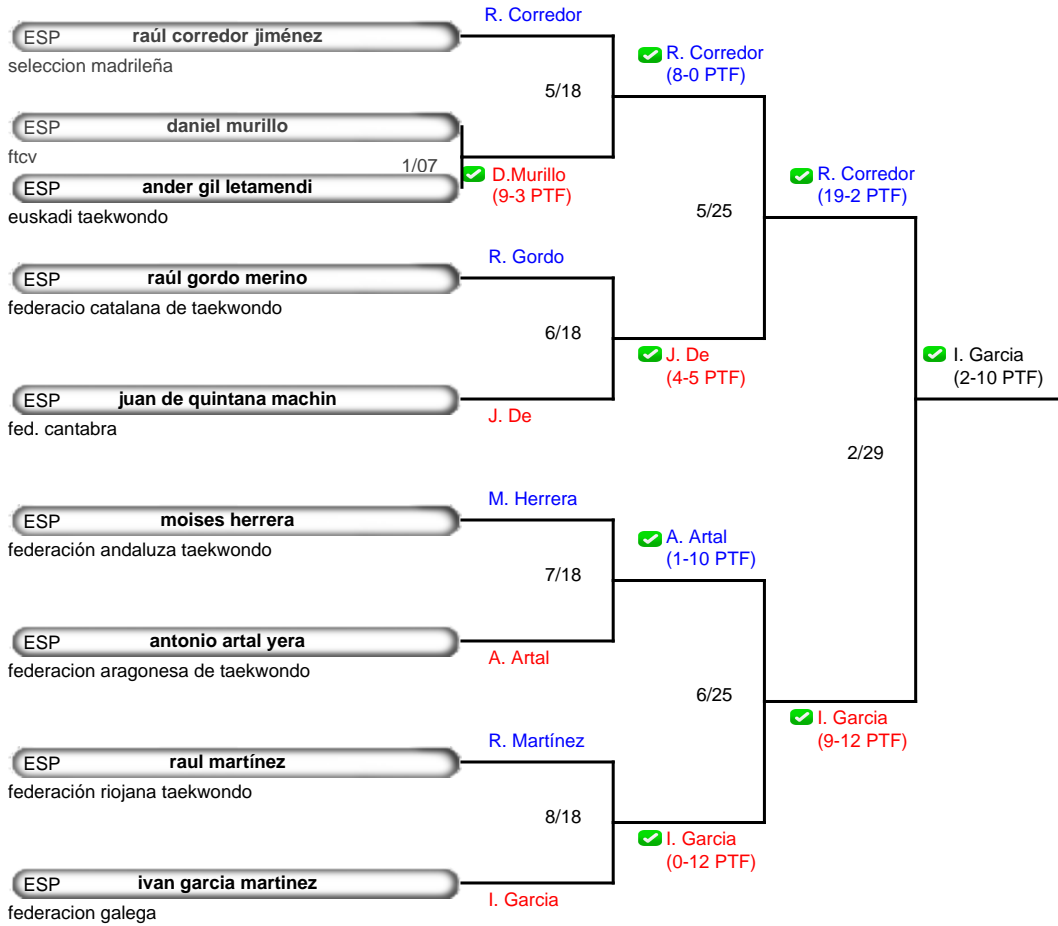 R. Corredor
ESP raúl corredor jiménez
seleccion madrileña
R. Corredor
(8-0 PTF)
5/18
ESP daniel murillo
ftcv
1/07
D.Murillo
(9-3 PTF)
ESP ander gil letamendi
euskadi taekwondo
R. Corredor
(19-2 PTF)
5/25
R. Gordo
ESP raúl gordo merino
federacio catalana de taekwondo
6/18
J. De
(4-5 PTF)
ESP juan de quintana machin
J. De
fed. cantabra
I. Garcia
(2-10 PTF)
2/29
M. Herrera
ESP moises herrera
federación andaluza taekwondo
A. Artal
(1-10 PTF)
7/18
ESP antonio artal yera
A. Artal
federacion aragonesa de taekwondo
6/25
I. Garcia
(9-12 PTF)
R. Martínez
ESP raul martínez
federación riojana taekwondo
8/18
I. Garcia
(0-12 PTF)
ESP ivan garcia martinez
I. Garcia
federacion galega